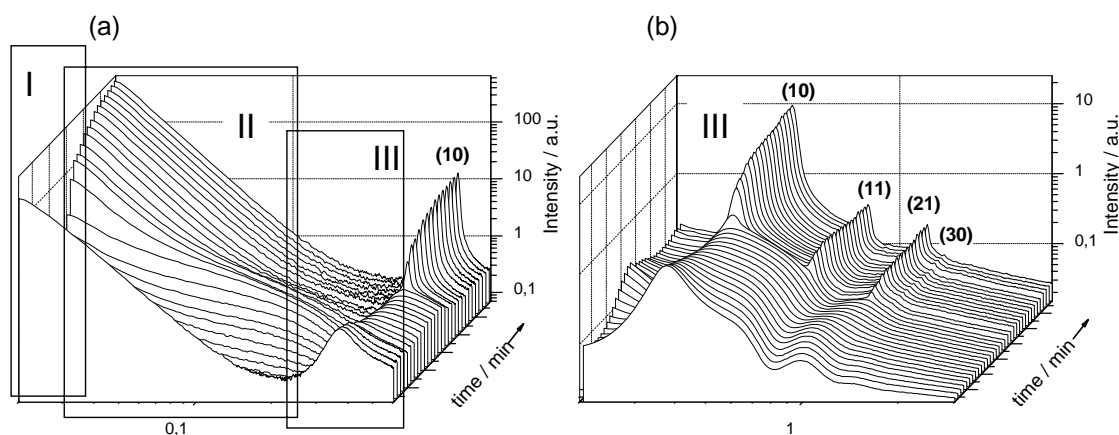 (a)
I
II
III
(10)
100
10
1
0,1
Intensity / a.u.
time / min
0,1
(b)
III
(10)
(11)
(21)
(30)
10
1
0,1
Intensity / a.u.
time / min
1